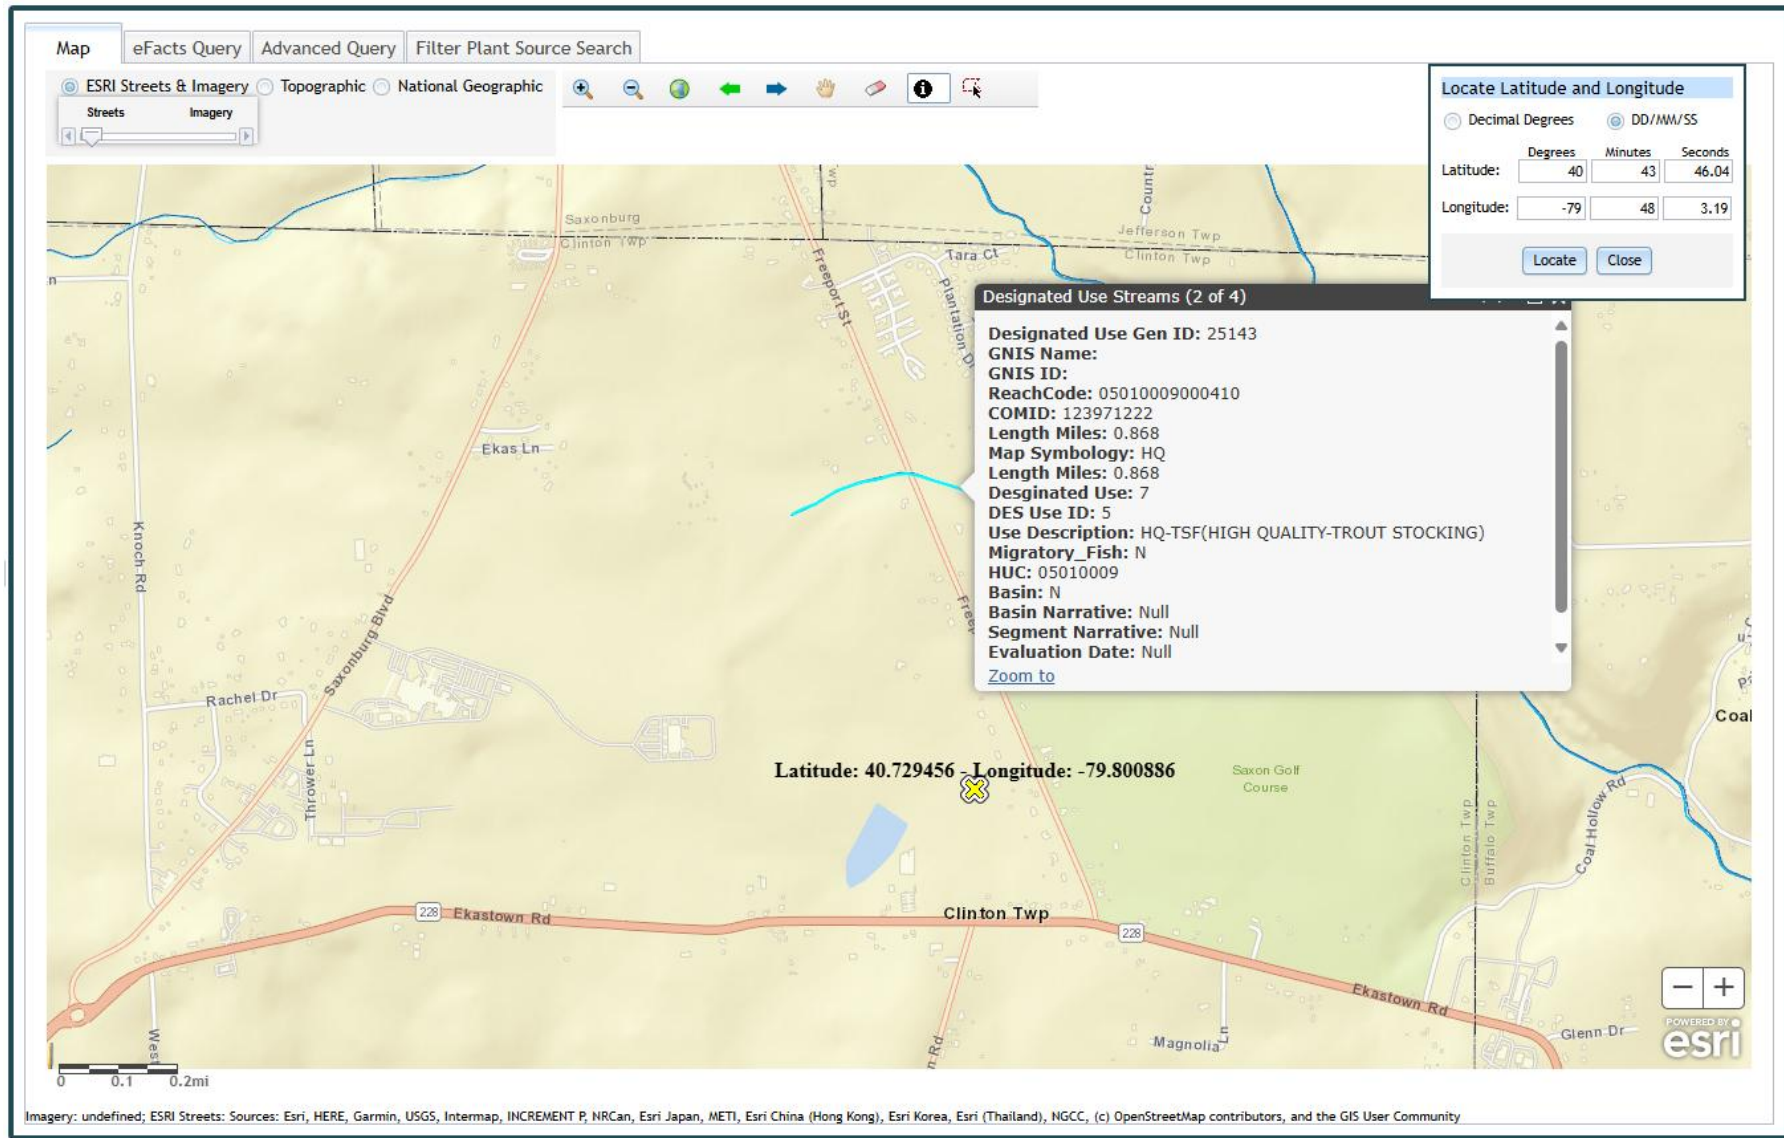 Map
eFacts Query
Advanced Query
Filter Plant Source Search
ESRI Streets & Imagery
Topographic
National Geographic
Streets
Imagery
Locate Latitude and Longitude
Decimal Degrees
DD/MM/SS
Degrees Minutes Seconds
Latitude: 40 43 46.04
Longitude: -79 48 3.19
Locate
Close
Saxonburg
Clinton Twp
Twp
Countr
Jefferson Twp
Clinton Twp
Tara Ct
Plantation Dr
Freeport St
n
Designated Use Streams (2 of 4)
Designated Use Gen ID: 25143
GNIS Name:
GNIS ID:
ReachCode: 05010009000410
COMID: 123971222
Length Miles: 0.868
Map Symbology: HQ
Length Miles: 0.868
Desginated Use: 7
DES Use ID: 5
Use Description: HQ-TSF(HIGH QUALITY-TROUT STOCKING)
Migratory_Fish: N
HUC: 05010009
Basin: N
Basin Narrative: Null
Segment Narrative: Null
Evaluation Date: Null
Zoom to
Ekas Ln
Knoch Rd
Saxonburg Blvd
Freep
Rachel Dr
Thrower Ln
Coal
Latitude: 40.729456 - Longitude: -79.800886
Saxon Golf
Course
Clinton Twp
Buffalo Twp
Coal Hollow Rd
228
Ekastown Rd
Clinton Twp
228
Ekastown Rd
West
n Rd
Magnolia Ln
Glenn Dr
POWERED BY
esri
0 0.1 0.2mi
Imagery: undefined; ESRI Streets: Sources: Esri, HERE, Garmin, USGS, Intermap, INCREMENT P, NRCan, Esri Japan, METI, Esri China (Hong Kong), Esri Korea, Esri (Thailand), NGCC, (c) OpenStreetMap contributors, and the GIS User Community